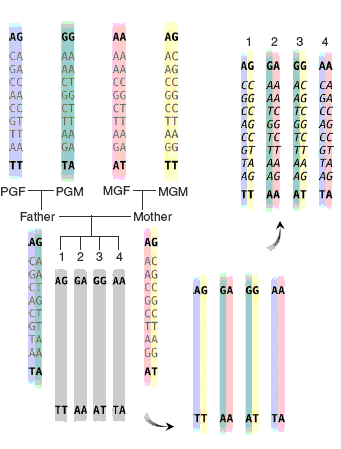 AG GG AA AG
CA AA AA AC
GA AA AA AG
CC CT CC CC
AA GG GG GG
CC CT CT CC
GT TT TT TT
TT AA AA AA
AA GA GA GG
TT TA AT TT
PGF PGM MGF MGM
Father Mother
AG
CA
GA
CT
AG
CT
GT
TA
AA
TA
1 2 3 4
AG GA GG AA
TT AA AT TA
AG
AC
AG
CC
GG
CC
TT
AA
GG
AT
AG GA GG AA
TT AA AT TA
1 2 3 4
AG GA GG AA
CC AA AC CA
GG AA AG GA
CC TC CC CC
AG GG GG AG
CC TC TC CC
GT TT TT GT
TA AA AA TA
AG AG AG AG
TT AA AT TA